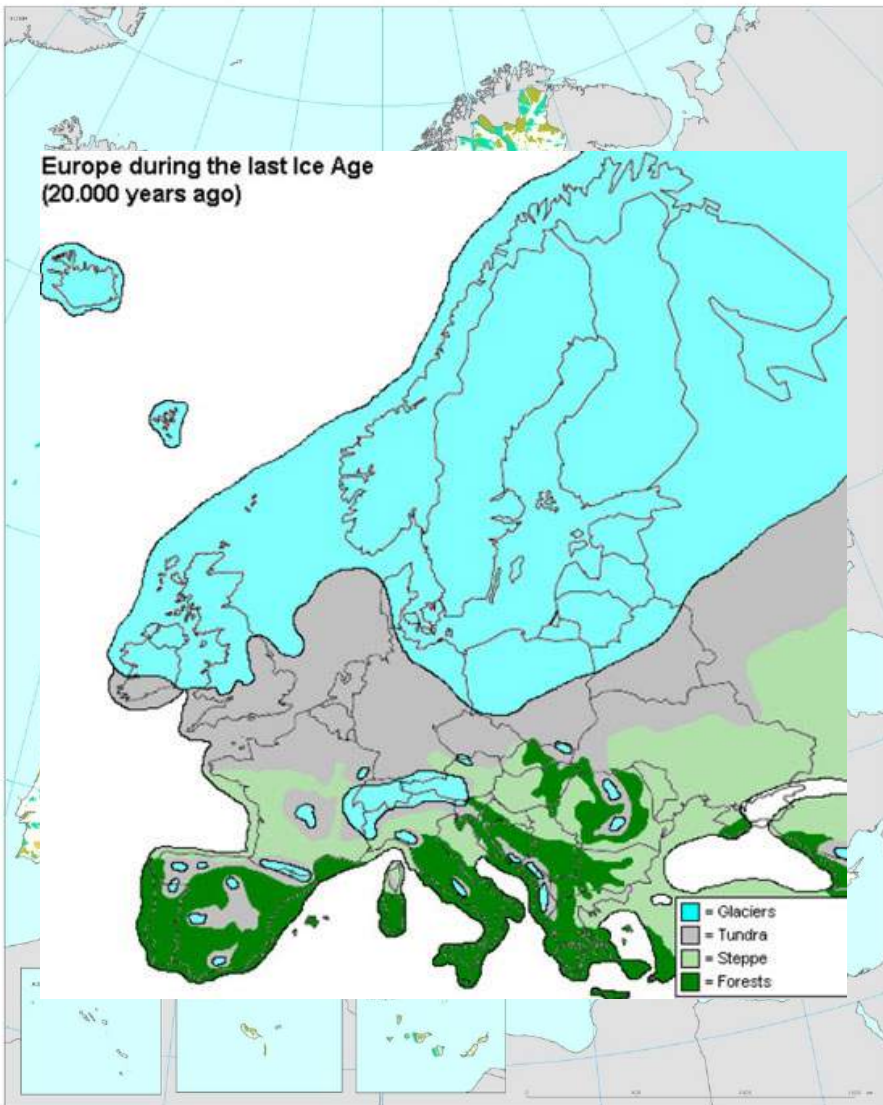 Europe during the last Ice Age
(20.000 years ago)
= Glaciers
= Tundra
= Steppe
= Forests